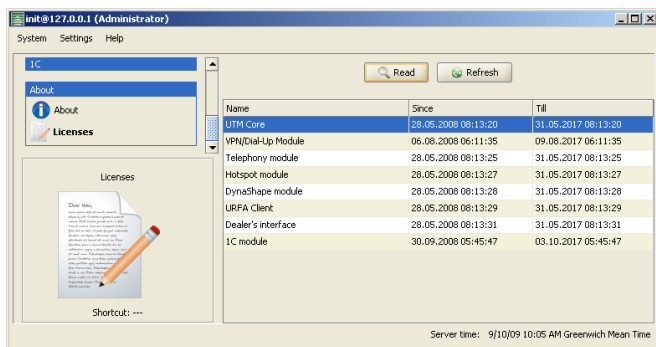 init@127.0.0.1 (Administrator)
System Settings Help
1C
About
About
Licenses
Licenses
Dear
Shortcut: ---
Read Refresh
Name Since Till
UTM Core 28.05.2008 08:13:20 31.05.2017 08:13:20
VPN/Dial-Up Module 06.08.2008 06:11:35 09.08.2017 06:11:35
Telephony module 28.05.2008 08:13:25 31.05.2017 08:13:25
Hotspot module 28.05.2008 08:13:27 31.05.2017 08:13:27
DynaShape module 28.05.2008 08:13:28 31.05.2017 08:13:28
URFA Client 28.05.2008 08:13:29 31.05.2017 08:13:29
Dealer's interface 28.05.2008 08:13:31 31.05.2017 08:13:31
1C module 30.09.2008 05:45:47 03.10.2017 05:45:47
Server time: 9/10/09 10:05 AM Greenwich Mean Time